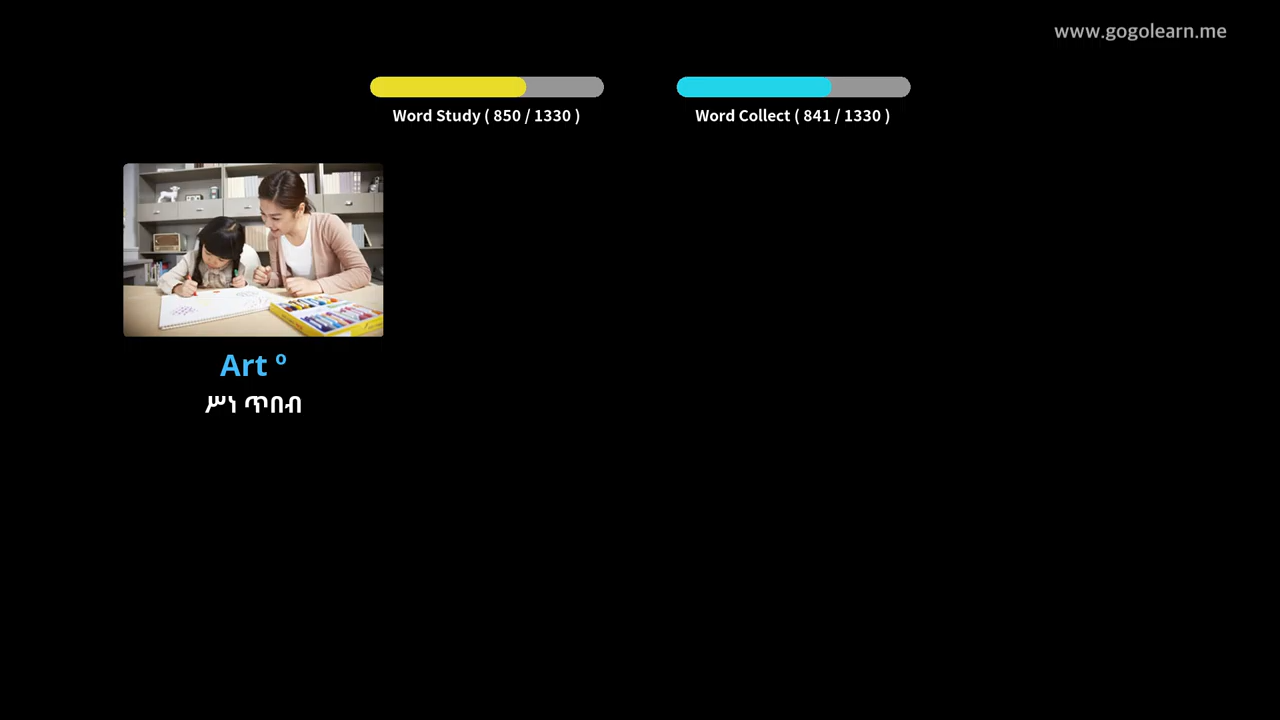 www.gogolearn.me
Word Study ( 850 / 1330 )
Word Collect ( 841 / 1330 )
Art º
ሥነ ጥበብ